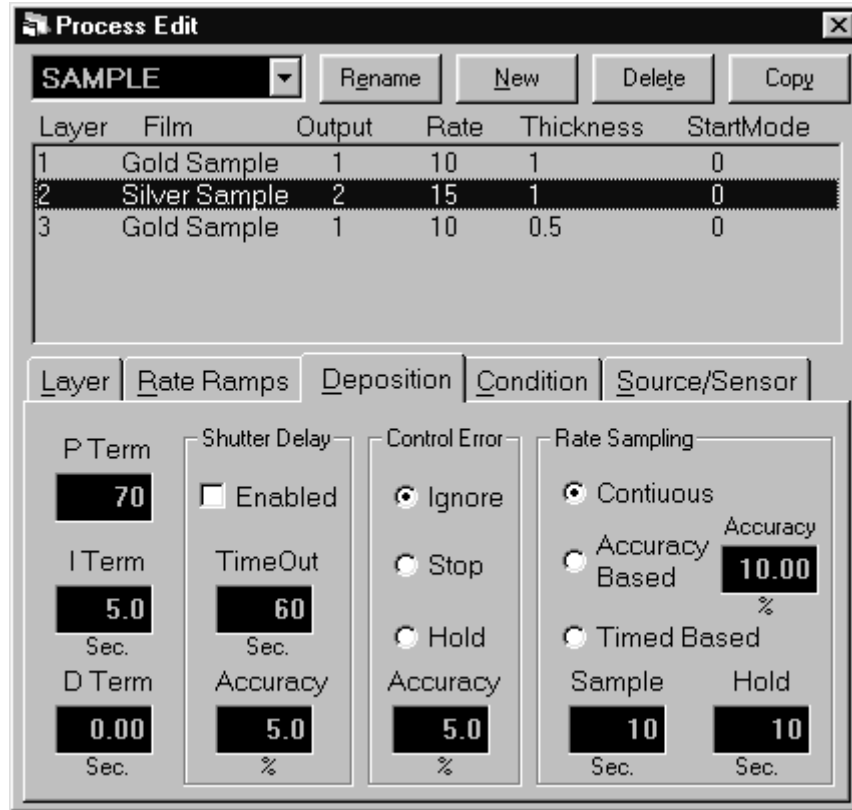 Process Edit
SAMPLE Rename New Delete Copy
Layer Film Output Rate Thickness StartMode
1 Gold Sample 1 10 1 0
2 Silver Sample 2 15 1 0
3 Gold Sample 1 10 0.5 0
Layer Rate Ramps Deposition Condition Source/Sensor
P Term
70
I Term
5.0
Sec.
D Term
0.00
Sec.
Shutter Delay
Enabled
TimeOut
60
Sec.
Accuracy
5.0
%
Control Error
Ignore
Stop
Hold
Accuracy
5.0
%
Rate Sampling
Contiuous
Accuracy
Based
Accuracy
10.00
%
Timed Based
Sample
10
Sec.
Hold
10
Sec.